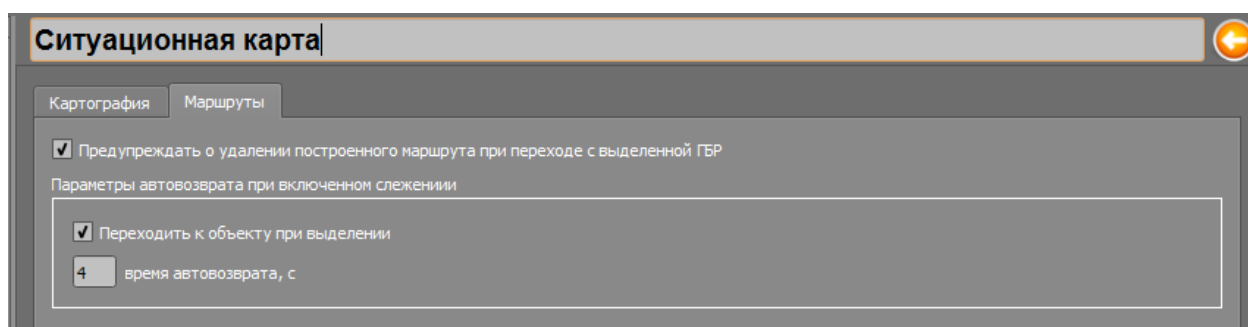 Ситуационная карта
Картография Маршруты
Предупреждать о удалении построенного маршрута при переходе с выделенной ГБР
Параметры автовозврата при включенном слежениии
Переходить к объекту при выделении
4 время автовозврата, с